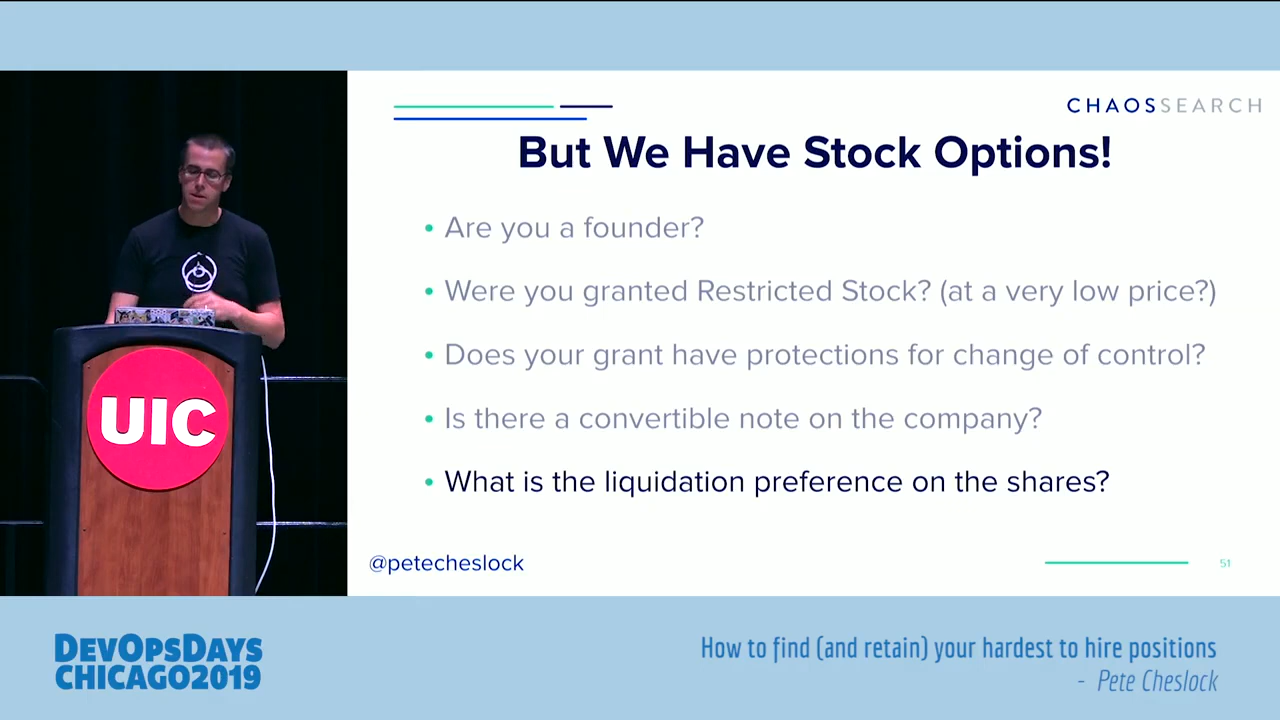 CHAOSSEARCH
But We Have Stock Options!
• Are you a founder?
• Were you granted Restricted Stock? (at a very low price?)
• Does your grant have protections for change of control?
• Is there a convertible note on the company?
• What is the liquidation preference on the shares?
@petecheslock
51
UIC
DEVOPSDAYS
CHICAGO2019
How to find (and retain) your hardest to hire positions
- Pete Cheslock